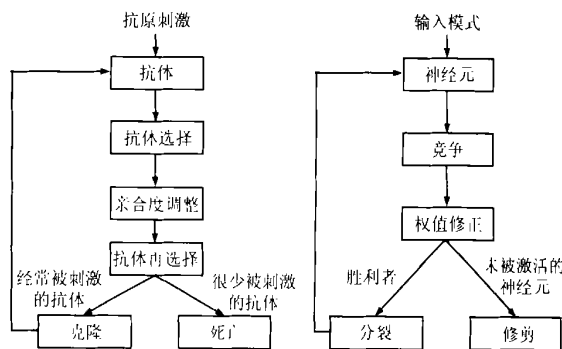 抗原刺激
抗体
抗体选择
亲合度调整
抗体再选择
经常被刺激
的抗体
很少被刺激
的抗体
克隆
死亡
输入模式
神经元
竞争
权值修正
胜利者
未被激活的
神经元
分裂
修剪